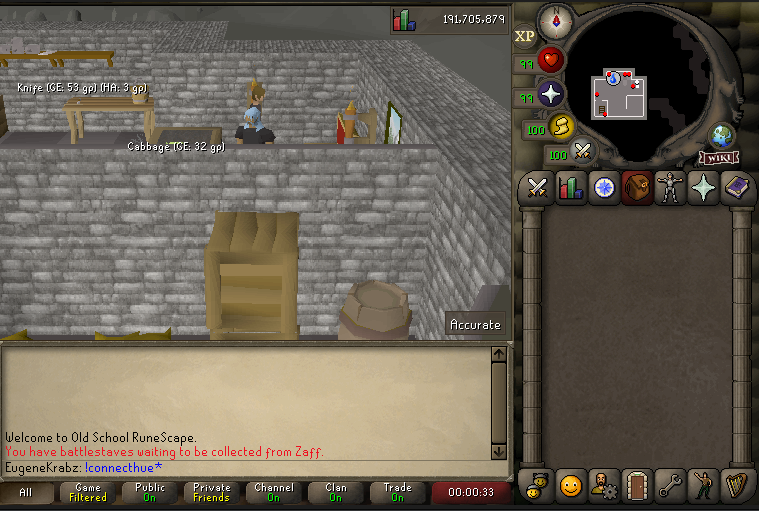 191,705,879
N
XP
99
Knife (GE: 53 gp) (HA: 3 gp)
99
100
Cabbage (GE: 32 gp)
100
WIKI
Accurate
Welcome to Old School RuneScape.
You have battlestaves waiting to be collected from Zaff.
EugeneKrabz: !connecthue*
All
Game
Filtered
Public
On
Private
Friends
Channel
On
Clan
On
Trade
On
00:00:33